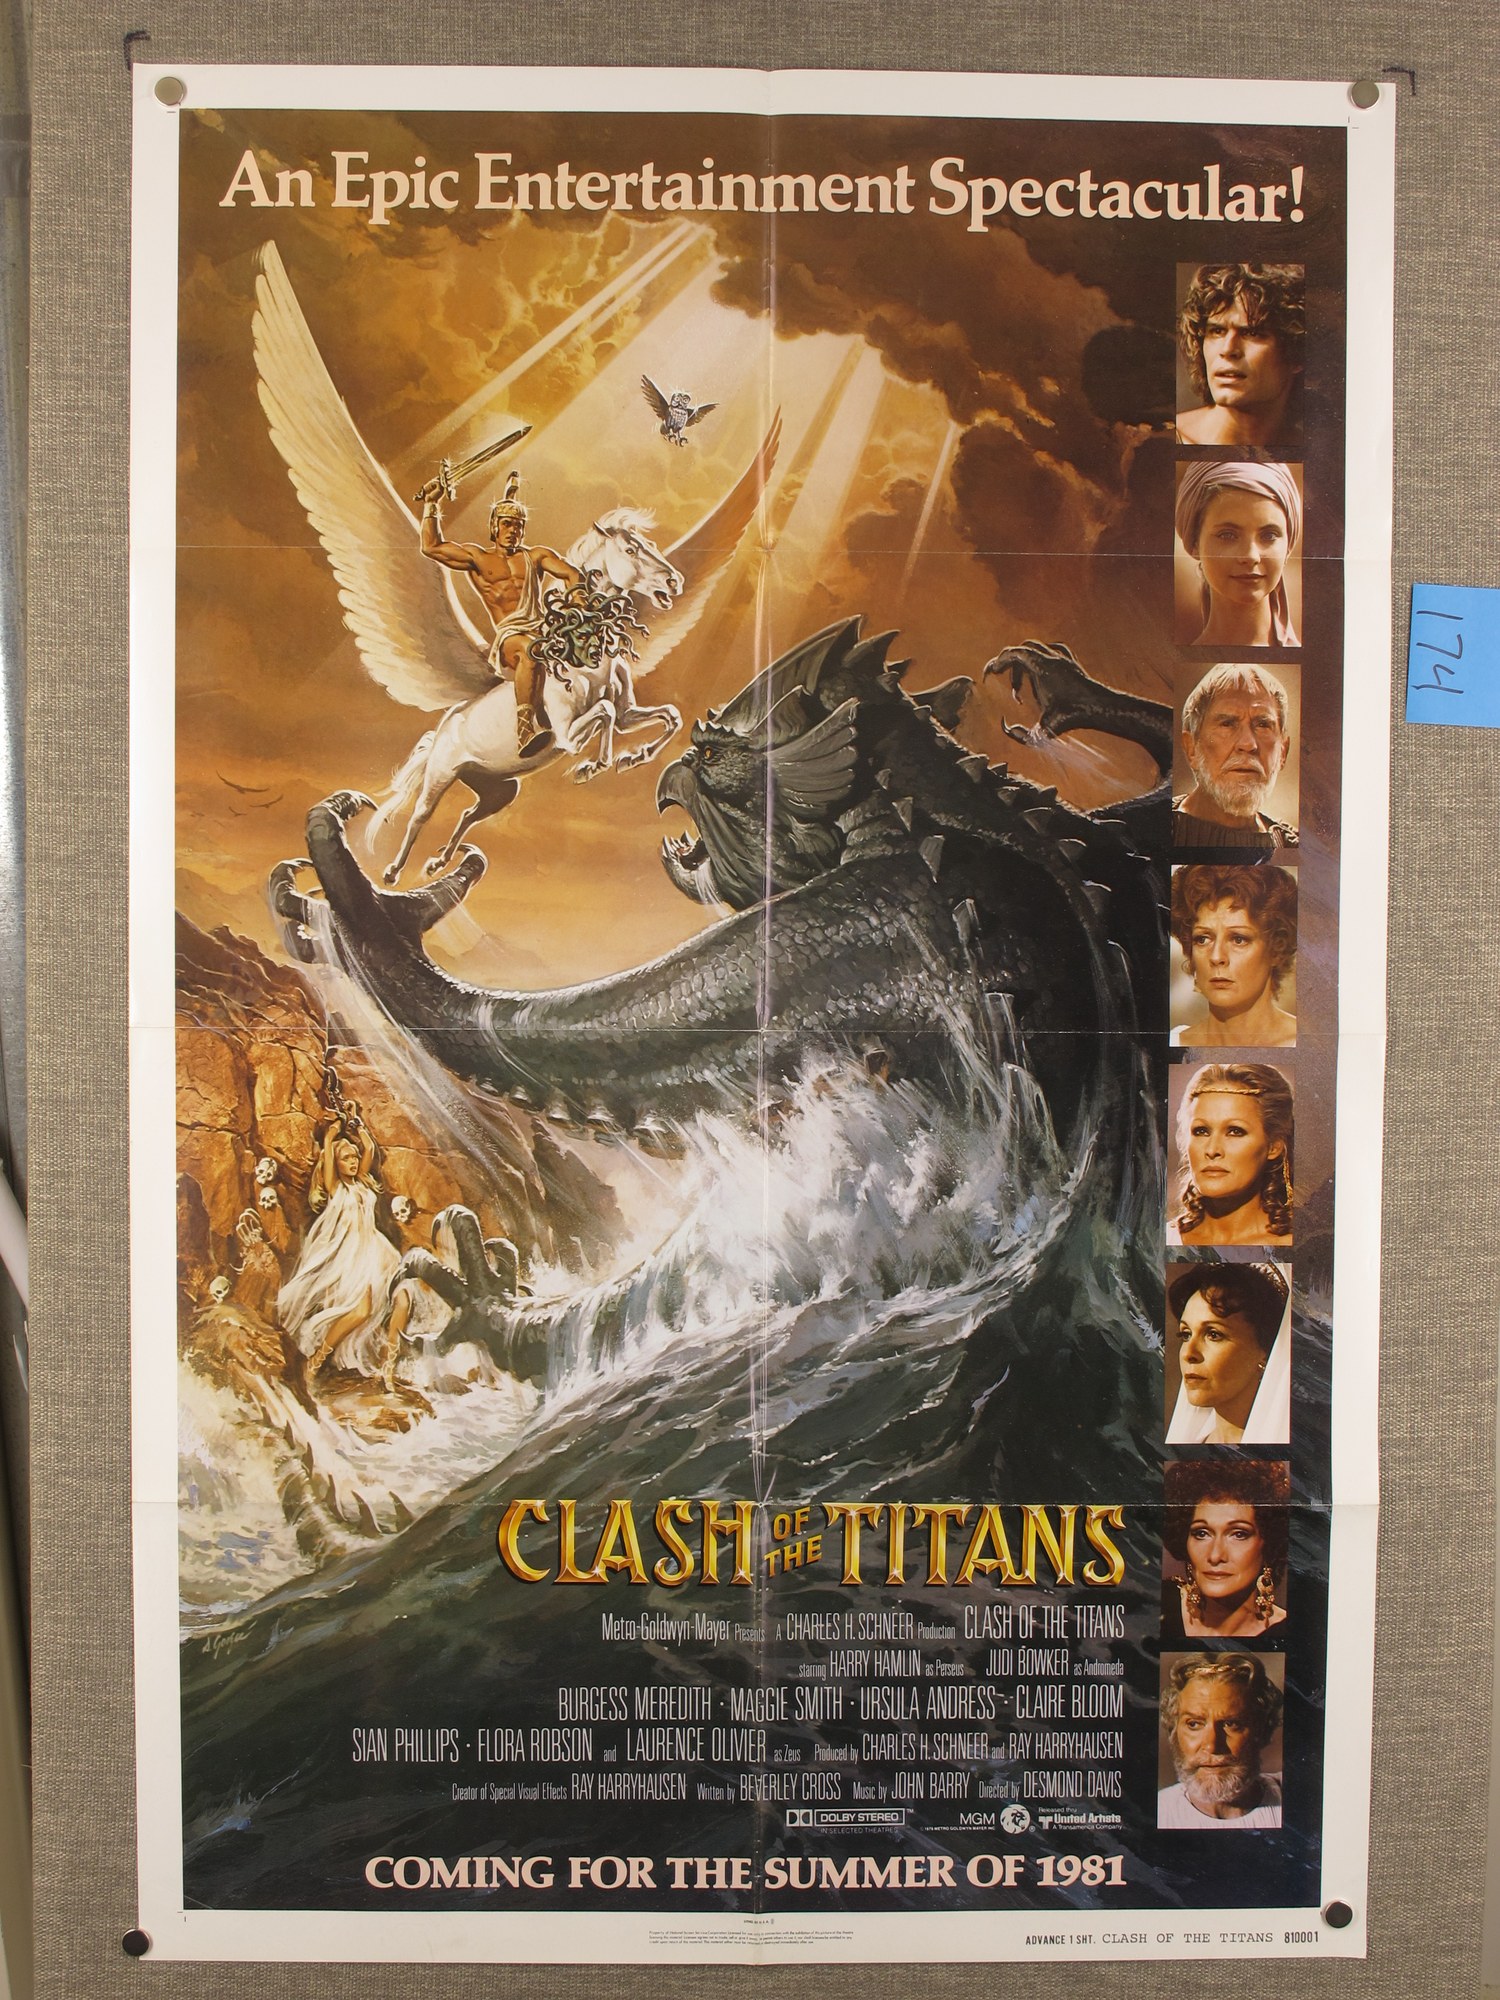 An Epic Entertainment Spectacular!
174
CLASH OF THE TITANS
Metro-Goldwyn-Mayer Presents A CHARLES H. SCHNEER Production CLASH OF THE TITANS
starring HARRY HAMLIN as Perseus JUDI BOWKER as Andromeda
BURGESS MEREDITH · MAGGIE SMITH · URSULA ANDRESS · CLAIRE BLOOM
SIAN PHILLIPS · FLORA ROBSON and LAURENCE OLIVIER as Zeus Produced by CHARLES H. SCHNEER and RAY HARRYHAUSEN
Creator of Special Visual Effects RAY HARRYHAUSEN Written by BEVERLEY CROSS Music by JOHN BARRY Directed by DESMOND DAVIS
DOLBY STEREO TM
IN SELECTED THEATRES
MGM
Released thru
United Artists
A Transamerica Company
COMING FOR THE SUMMER OF 1981
ADVANCE 1 SHT. CLASH OF THE TITANS 810001